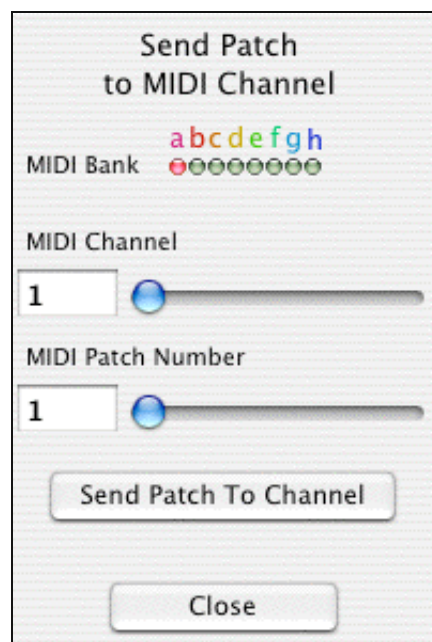 Send Patch
to MIDI Channel
a b c d e f g h
MIDI Bank
MIDI Channel
1
MIDI Patch Number
1
Send Patch To Channel
Close